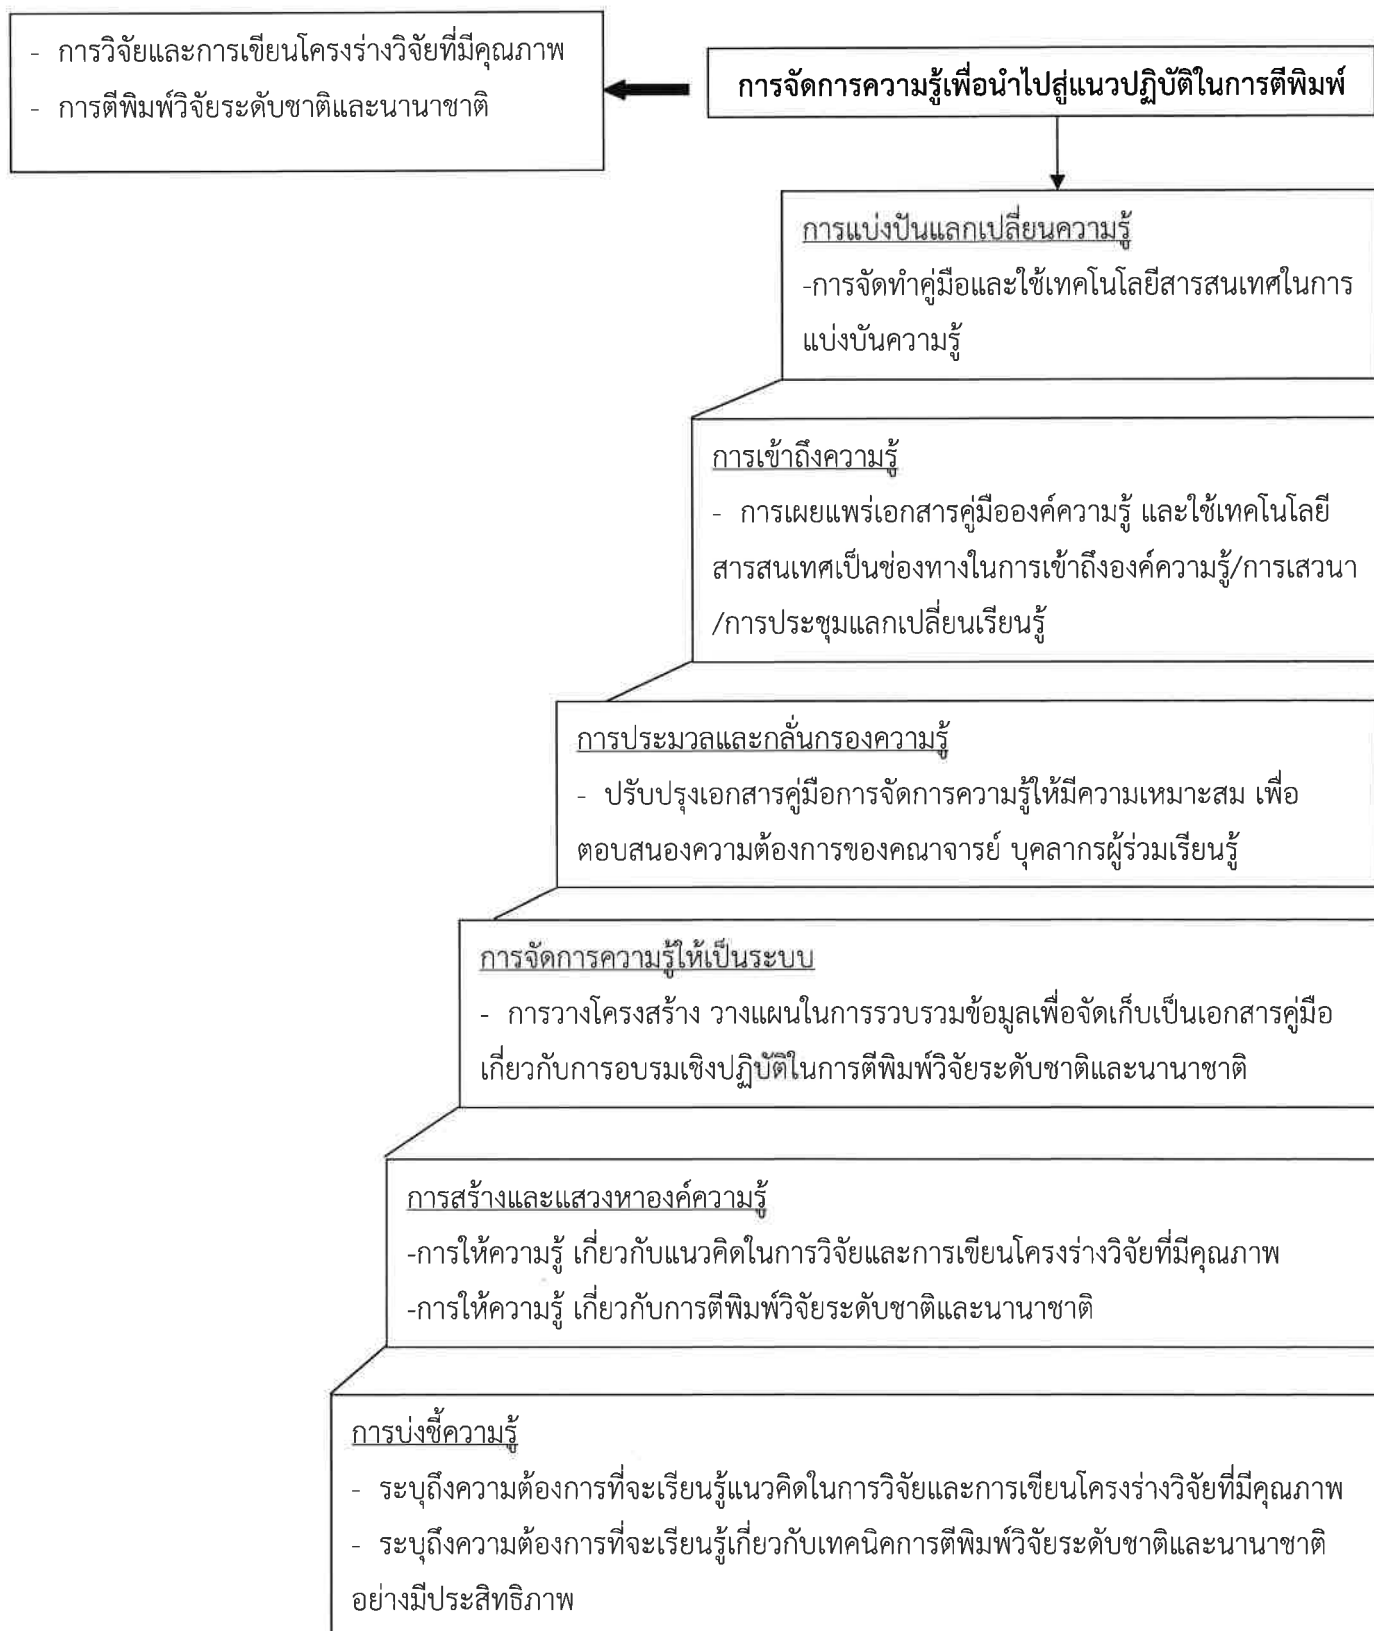 - การวิจัยและการเขียนโครงร่างวิจัยที่มีคุณภาพ
- การตีพิมพ์วิจัยระดับชาติและนานาชาติ
การจัดการความรู้เพื่อนำไปสู่แนวปฏิบัติในการตีพิมพ์
การแบ่งปันแลกเปลี่ยนความรู้
-การจัดทำคู่มือและใช้เทคโนโลยีสารสนเทศในการ
แบ่งบันความรู้
การเข้าถึงความรู้
- การเผยแพร่เอกสารคู่มือองค์ความรู้ และใช้เทคโนโลยี
สารสนเทศเป็นช่องทางในการเข้าถึงองค์ความรู้/การเสวนา
/การประชุมแลกเปลี่ยนเรียนรู้
การประมวลและกลั่นกรองความรู้
- ปรับปรุงเอกสารคู่มือการจัดการความรู้ให้มีความเหมาะสม เพื่อ
ตอบสนองความต้องการของคณาจารย์ บุคลากรผู้ร่วมเรียนรู้
การจัดการความรู้ให้เป็นระบบ
- การวางโครงสร้าง วางแผนในการรวบรวมข้อมูลเพื่อจัดเก็บเป็นเอกสารคู่มือ
เกี่ยวกับการอบรมเชิงปฏิบัติในการตีพิมพ์วิจัยระดับชาติและนานาชาติ
การสร้างและแสวงหาองค์ความรู้
-การให้ความรู้ เกี่ยวกับแนวคิดในการวิจัยและการเขียนโครงร่างวิจัยที่มีคุณภาพ
-การให้ความรู้ เกี่ยวกับการตีพิมพ์วิจัยระดับชาติและนานาชาติ
การบ่งชี้ความรู้
- ระบุถึงความต้องการที่จะเรียนรู้แนวคิดในการวิจัยและการเขียนโครงร่างวิจัยที่มีคุณภาพ
- ระบุถึงความต้องการที่จะเรียนรู้เกี่ยวกับเทคนิคการตีพิมพ์วิจัยระดับชาติและนานาชาติ
อย่างมีประสิทธิภาพ